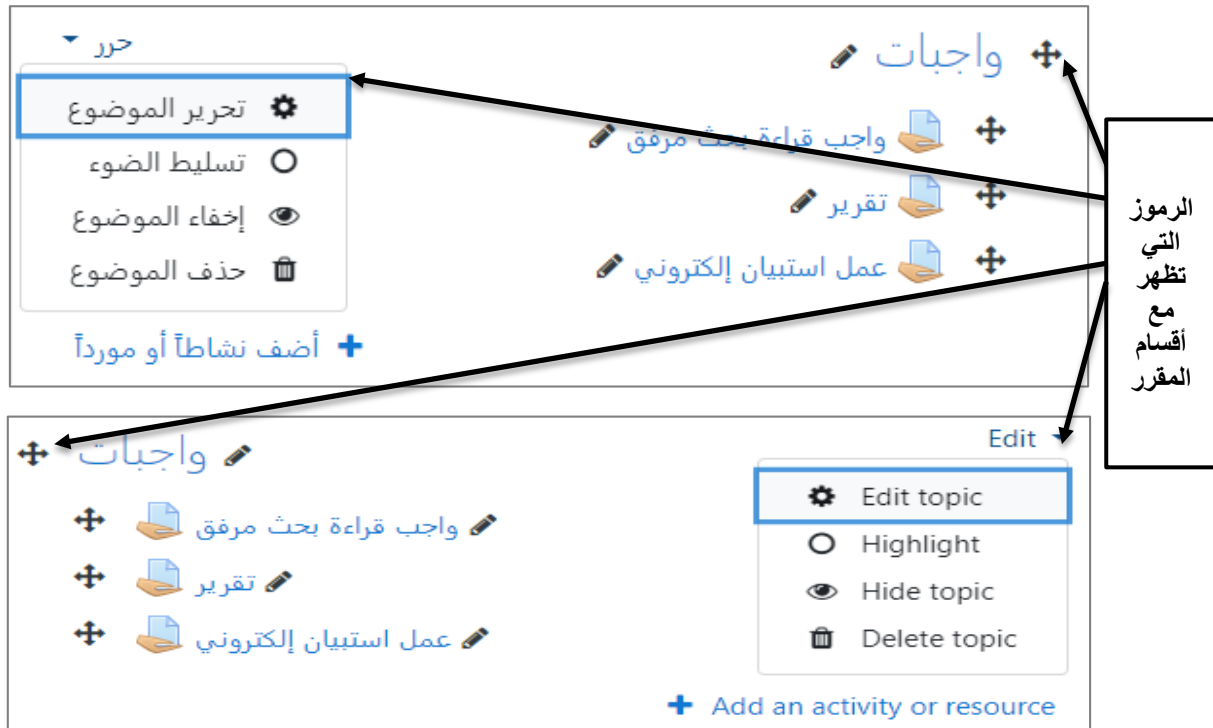 واجبات
واجب قراءة بحث مرفق
تقرير
عمل استبيان إلكتروني
حرر
تحرير الموضوع
تسليط الضوء
إخفاء الموضوع
حذف الموضوع
أضف نشاطاً أو مورداً
الرموز
التي
تظهر
مع
أقسام
المقرر
واجبات
واجب قراءة بحث مرفق
تقرير
عمل استبيان إلكتروني
Edit
Edit topic
Highlight
Hide topic
Delete topic
Add an activity or resource